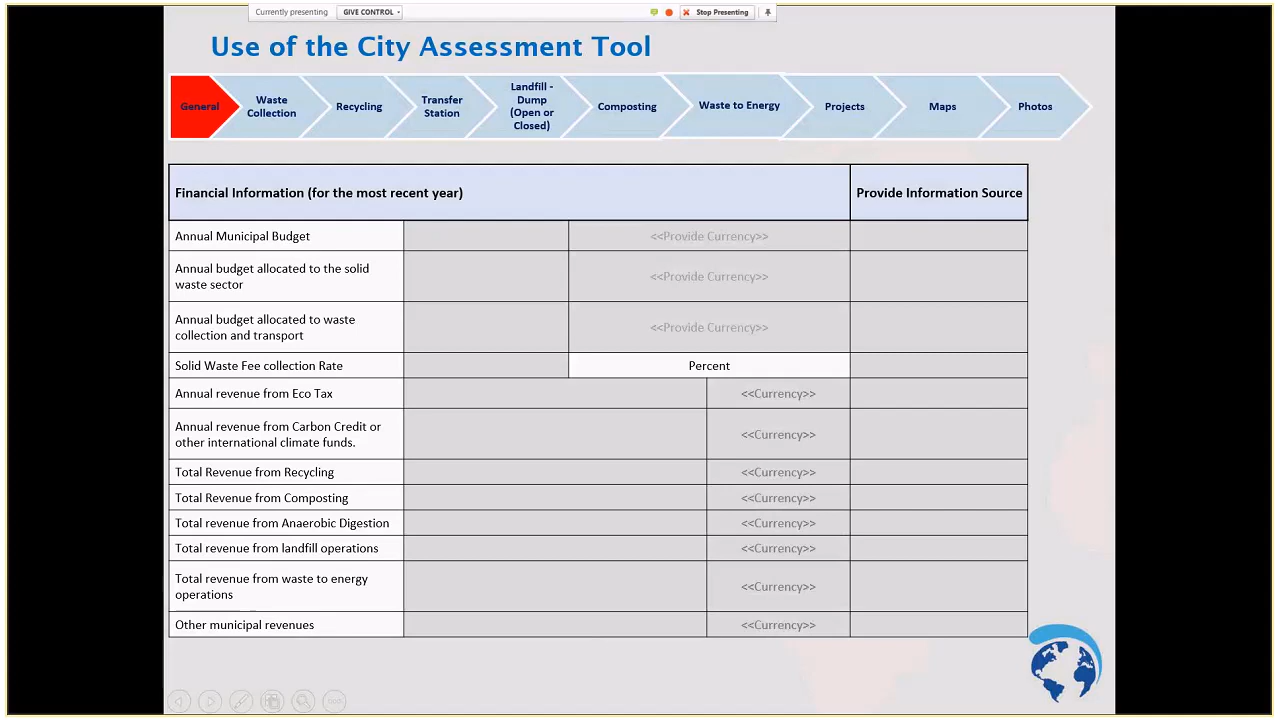 Currently presenting GIVE CONTROL Stop Presenting
Use of the City Assessment Tool
General
Waste
Collection
Recycling
Transfer
Station
Landfill -
Dump
(Open or
Closed)
Composting
Waste to Energy
Projects
Maps
Photos
Financial Information (for the most recent year) Provide Information Source
Annual Municipal Budget <<Provide Currency>>
Annual budget allocated to the solid
waste sector
<<Provide Currency>>
Annual budget allocated to waste
collection and transport
<<Provide Currency>>
Solid Waste Fee collection Rate Percent
Annual revenue from Eco Tax <<Currency>>
Annual revenue from Carbon Credit or
other international climate funds.
<<Currency>>
Total Revenue from Recycling <<Currency>>
Total Revenue from Composting <<Currency>>
Total revenue from Anaerobic Digestion <<Currency>>
Total revenue from landfill operations <<Currency>>
Total revenue from waste to energy
operations
<<Currency>>
Other municipal revenues <<Currency>>